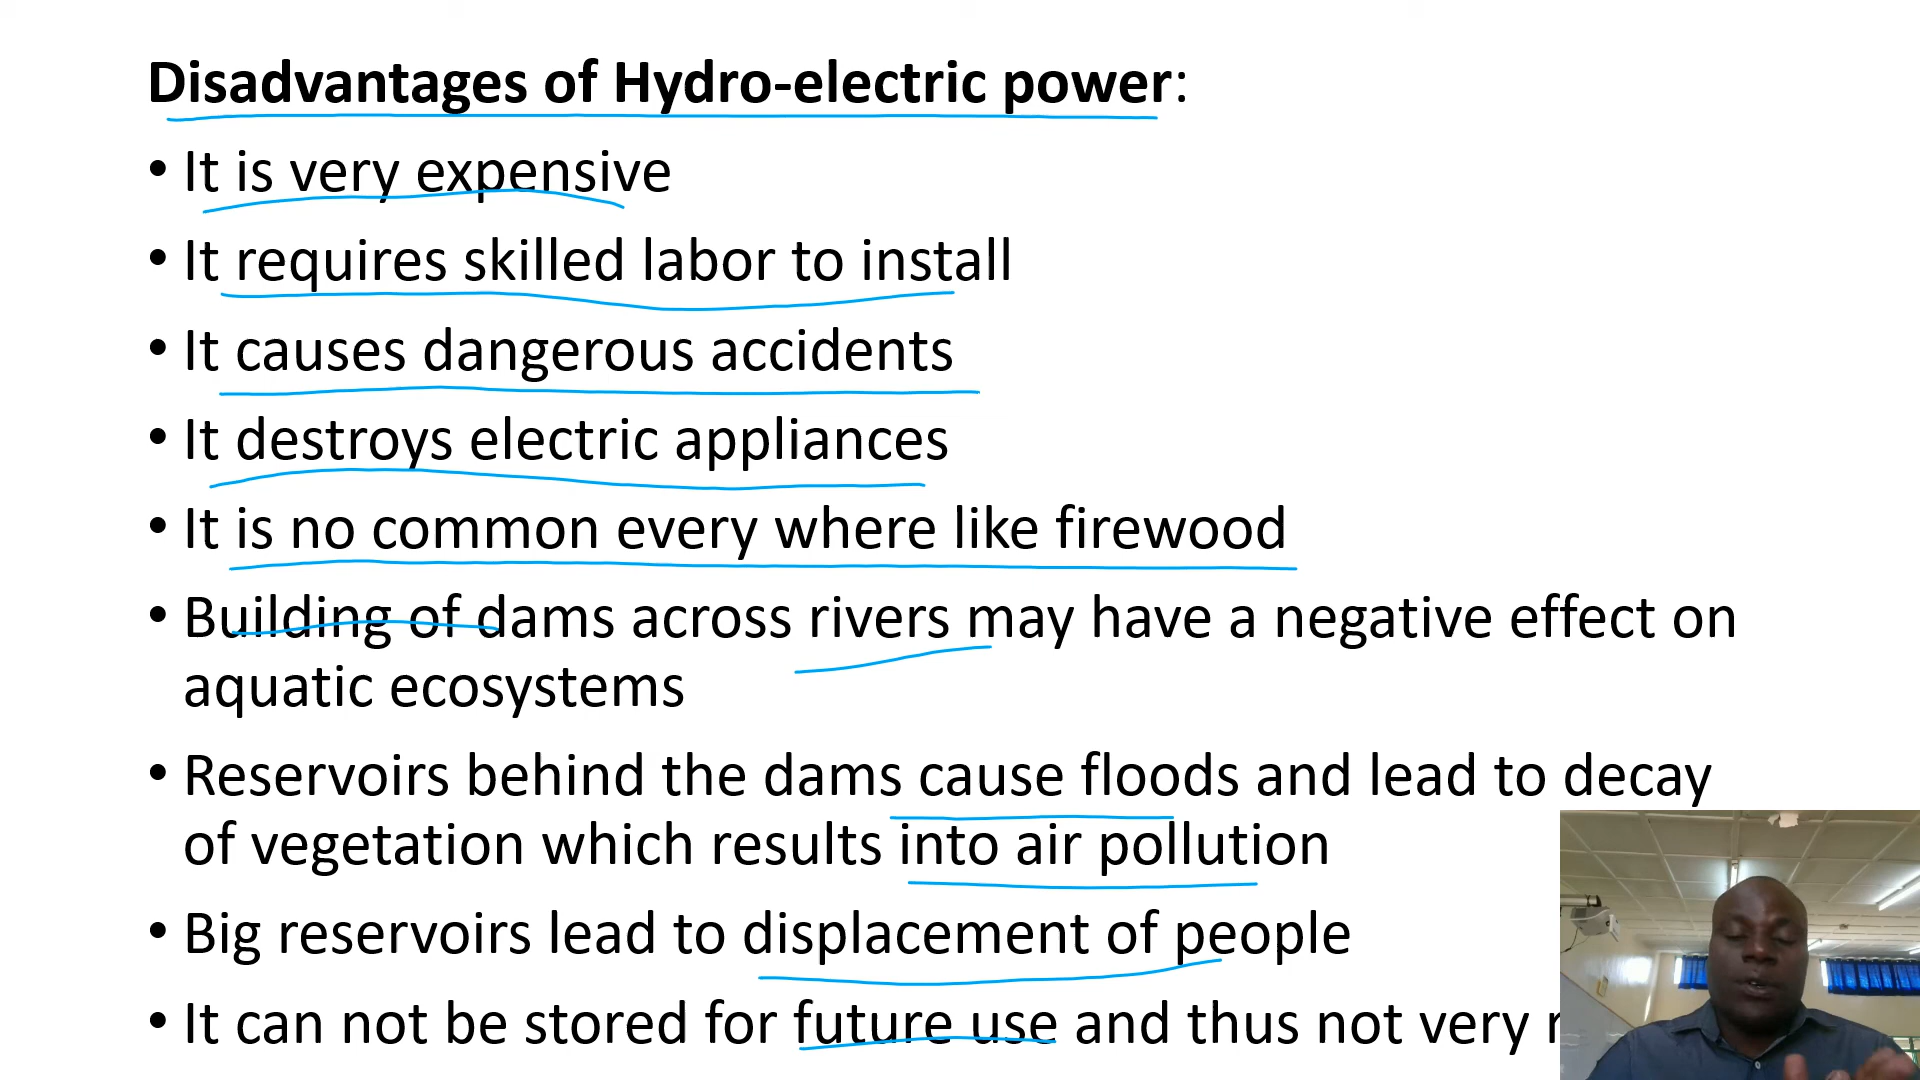 Disadvantages of Hydro-electric power:
• It is very expensive
• It requires skilled labor to install
• It causes dangerous accidents
• It destroys electric appliances
• It is no common every where like firewood
• Building of dams across rivers may have a negative effect on
aquatic ecosystems
• Reservoirs behind the dams cause floods and lead to decay
of vegetation which results into air pollution
• Big reservoirs lead to displacement of people
• It can not be stored for future use and thus not very